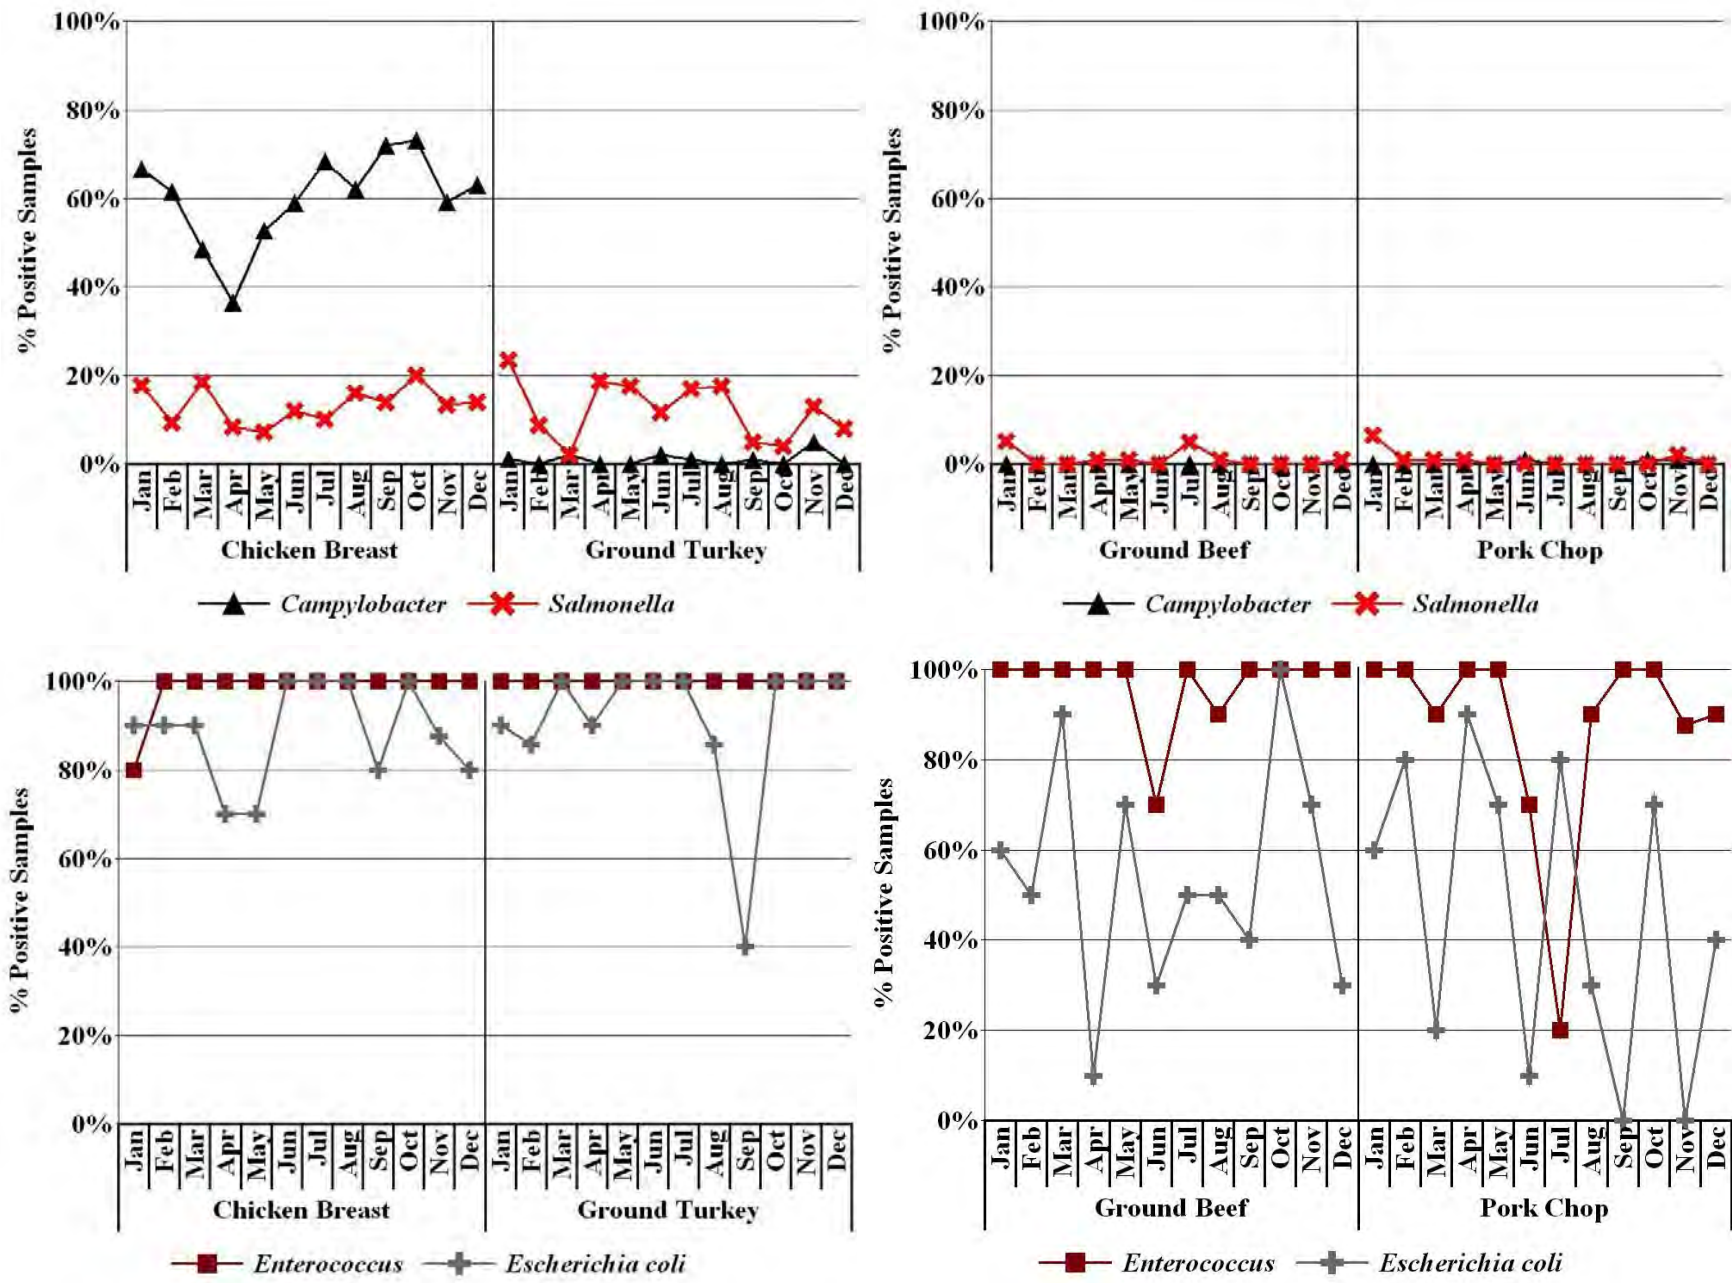 100%
80%
60%
40%
20%
0%
% Positive Samples
Jan Feb Mar Apr May Jun Jul Aug Sep Oct Nov Dec Jan Feb Mar Apr May Jun Jul Aug Sep Oct Nov Dec
Chicken Breast Ground Turkey
Campylobacter Salmonella
100%
80%
60%
40%
20%
0%
% Positive Samples
Jan Feb Mar Apr May Jun Jul Aug Sep Oct Nov Dec Jan Feb Mar Apr May Jun Jul Aug Sep Oct Nov Dec
Ground Beef Pork Chop
Campylobacter Salmonella
100%
80%
60%
40%
20%
0%
% Positive Samples
Jan Feb Mar Apr May Jun Jul Aug Sep Oct Nov Dec Jan Feb Mar Apr May Jun Jul Aug Sep Oct Nov Dec
Chicken Breast Ground Turkey
Enterococcus Escherichia coli
100%
80%
60%
40%
20%
0%
% Positive Samples
Jan Feb Mar Apr May Jun Jul Aug Sep Oct Nov Dec Jan Feb Mar Apr May Jun Jul Aug Sep Oct Nov Dec
Ground Beef Pork Chop
Enterococcus Escherichia coli